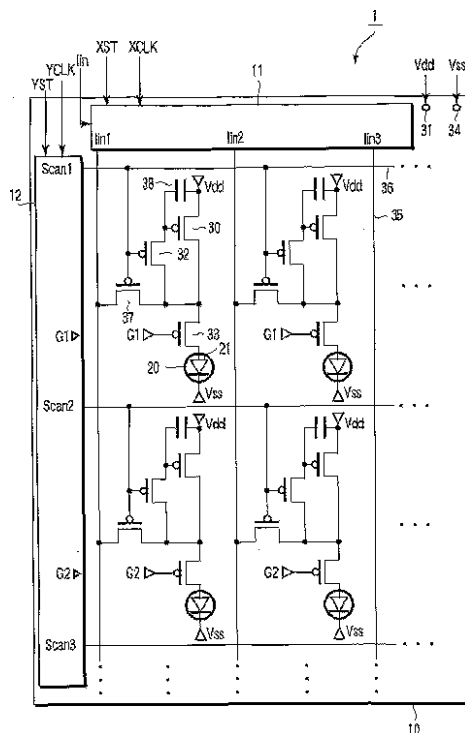 1
XST XCLK
Iin
YCLK
YST
Vdd Vss
11
31 34
Iin1 Iin2 Iin3
12
Scan1
36
38 Vdd Vdd
30
32
35
37
G1 G1 33 G1
21
20
Vss Vss
Scan2
Vdd Vdd
G2 G2 G2
Vss Vss
Scan3
10